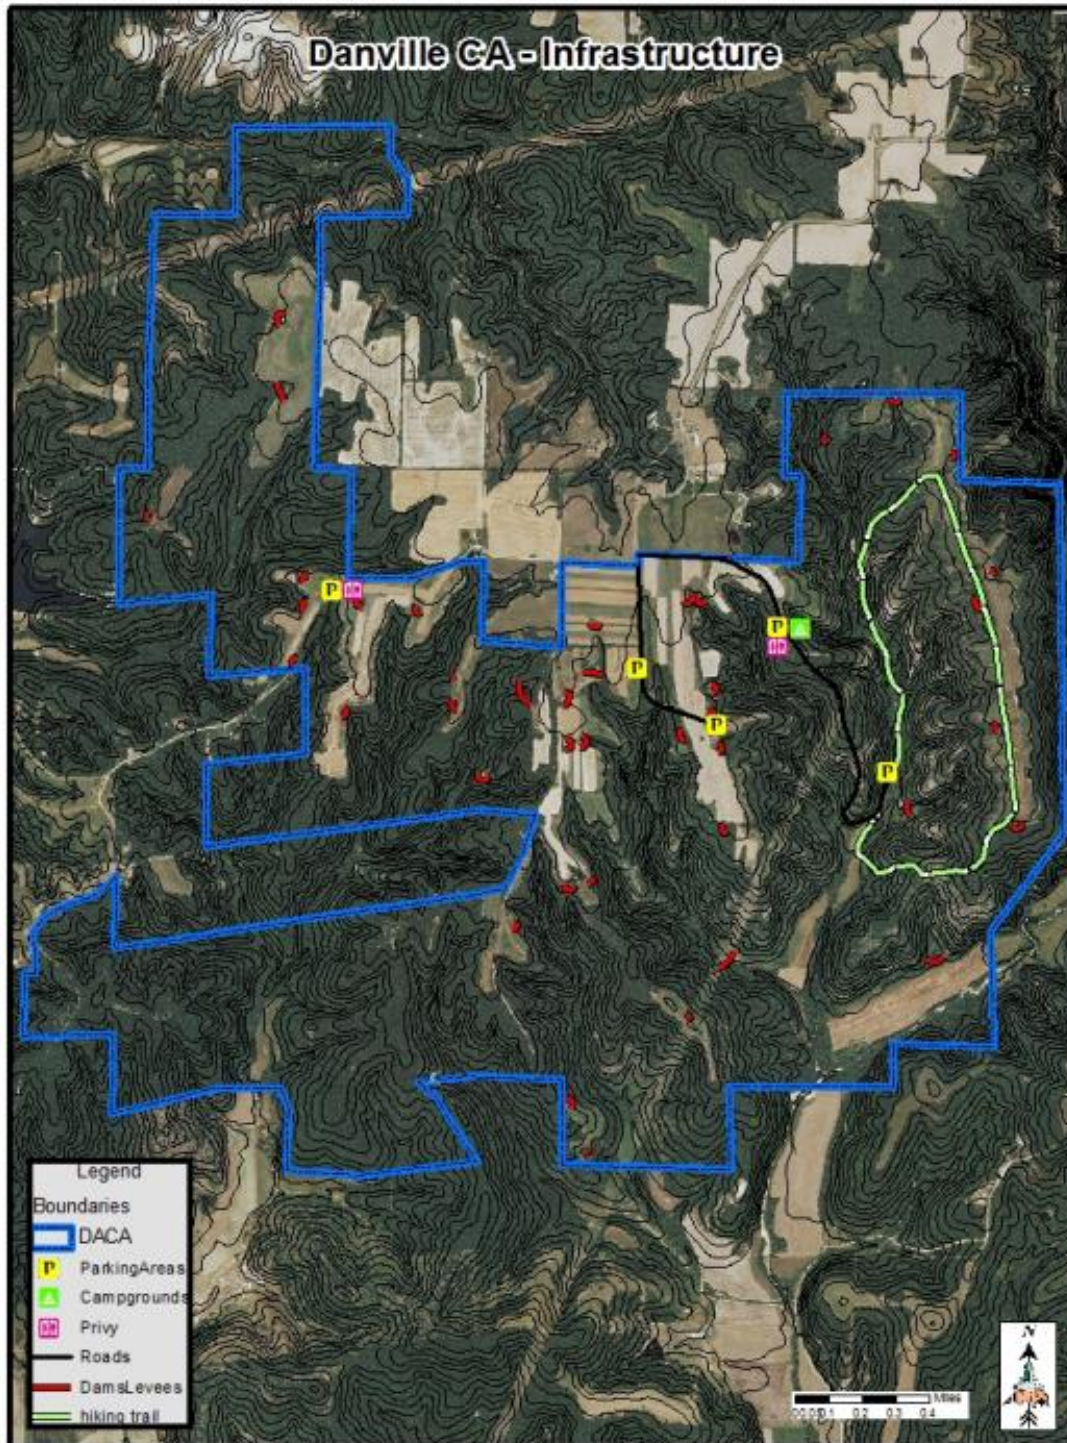 Danville CA - Infrastructure
P
P
P
P
P
Legend
Boundaries
DACA
P ParkingAreas
Campgrounds
Privy
Roads
DamsLevees
hiking trail
N
Miles
0.2 0.3 0.4